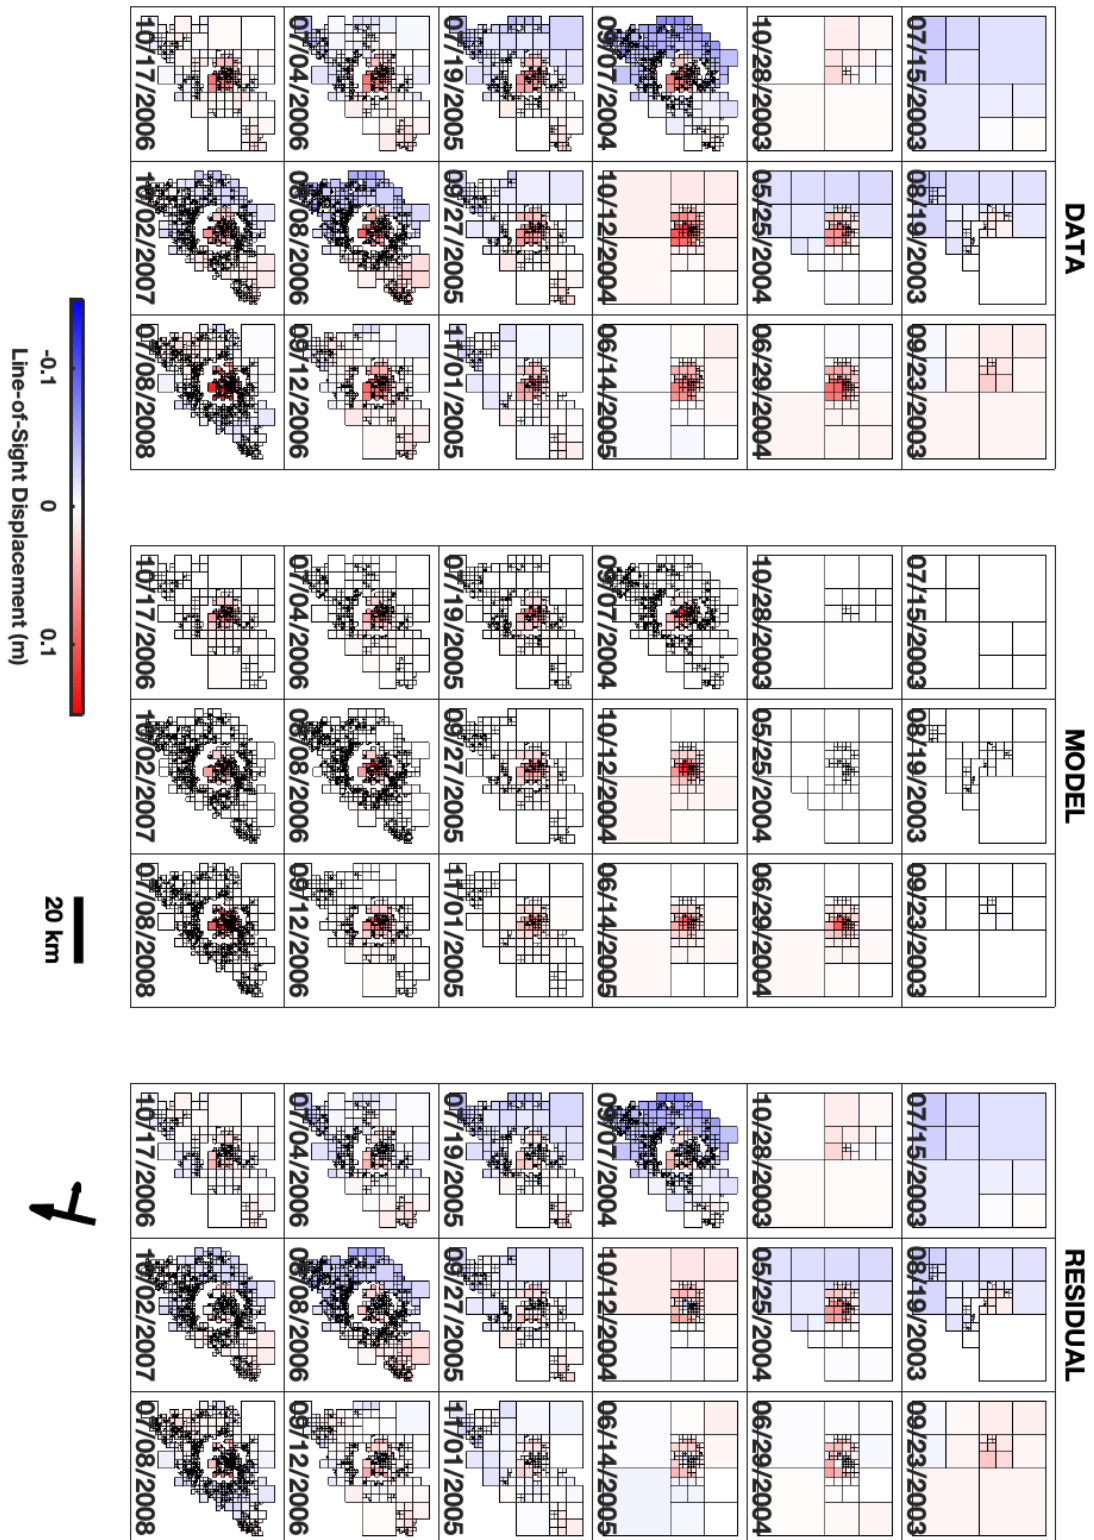 DATA MODEL RESIDUAL
07/15/2003 08/19/2003 09/23/2003 07/15/2003 08/19/2003 09/23/2003 07/15/2003 08/19/2003 09/23/2003
10/28/2003 05/25/2004 06/29/2004 10/28/2003 05/25/2004 06/29/2004 10/28/2003 05/25/2004 06/29/2004
09/07/2004 10/12/2004 06/14/2005 09/07/2004 10/12/2004 06/14/2005 09/07/2004 10/12/2004 06/14/2005
07/19/2005 09/27/2005 11/01/2005 07/19/2005 09/27/2005 11/01/2005 07/19/2005 09/27/2005 11/01/2005
07/04/2006 08/08/2006 09/12/2006 07/04/2006 08/08/2006 09/12/2006 07/04/2006 08/08/2006 09/12/2006
10/17/2006 10/02/2007 07/08/2008 10/17/2006 10/02/2007 07/08/2008 10/17/2006 10/02/2007 07/08/2008
-0.1 0 0.1 20 km
Line-of-Sight Displacement (m)